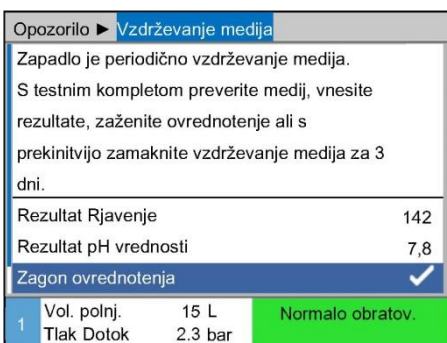 Opozorilo ► Vzdrževanje medija
Zapadlo je periodično vzdrževanje medija.
S testnim kompletom preverite medij, vnesite
rezultate, zaženite ovrednotenje ali s
prekinitvijo zamaknite vzdrževanje medija za 3
dni.
Rezultat Rjavenje 142
Rezultat pH vrednosti 7,8
Zagon ovrednotenja ✓
1 Vol. polnj. 15 L Normalo obratov.
Tlak Dotok 2.3 bar